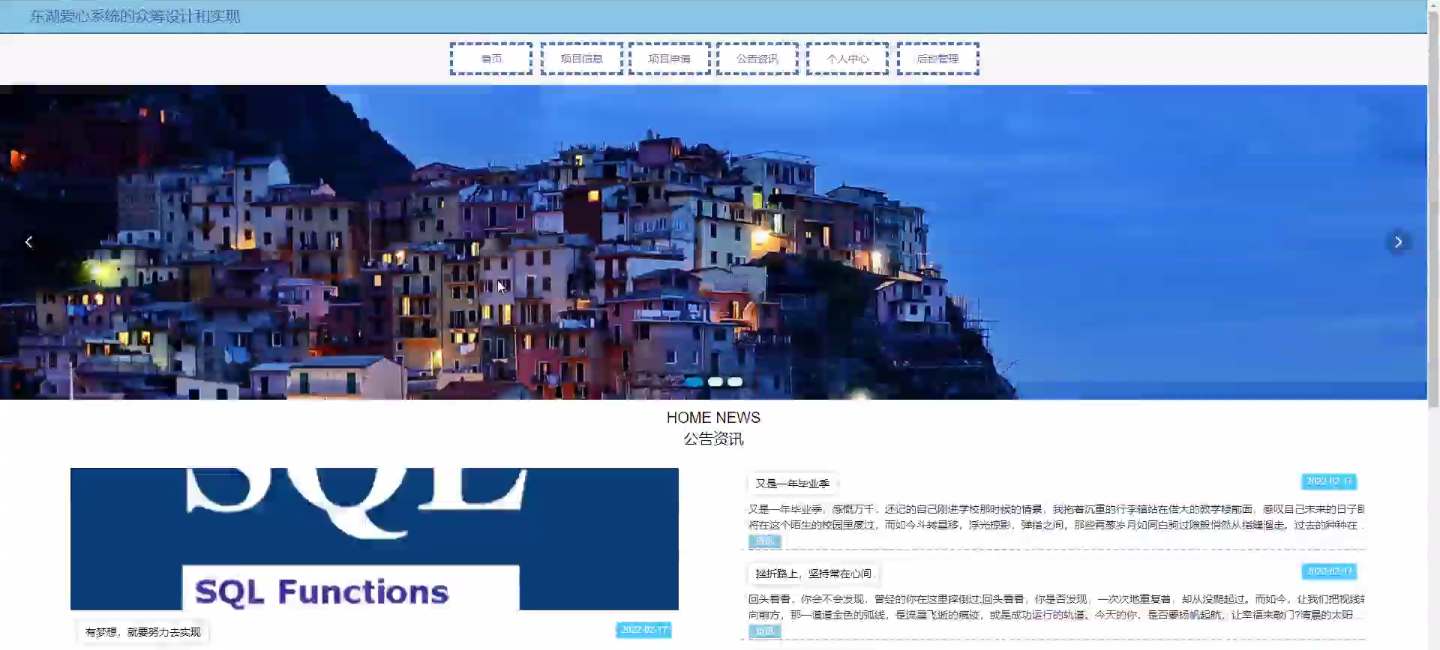 东湖爱心系统的众筹设计和实现
首页
项目信息
项目申请
公告资讯
个人中心
后台管理
HOME NEWS
公告资讯
SQL
SQL Functions
有梦想，就要努力去实现
2022-02-17
又是一年毕业季
2022-02-17
又是一年毕业季，感慨万千，还记的自己刚进学校那时候的情景，我拖着沉重的行李箱站在偌大的教学楼前面，感叹自己未来的日子即
将在这个陌生的校园里度过，而如今斗转星移，浮光掠影，弹指之间，那些青葱岁月如同白驹过隙般悄然从指缝溜走。过去的种种在
资讯
挫折路上，坚持常在心间
2022-02-17
回头看看，你会不会发现，曾经的你在这里摔倒过;回头看看，你是否发现，一次次地重复着，却从没爬起过。而如今，让我们把视线转
向前方，那一道道金色的弧线，是流星飞逝的痕迹，或是成功运行的轨道。今天的你，是否要扬帆起航，让幸福来敲门?清晨的太阳...
资讯